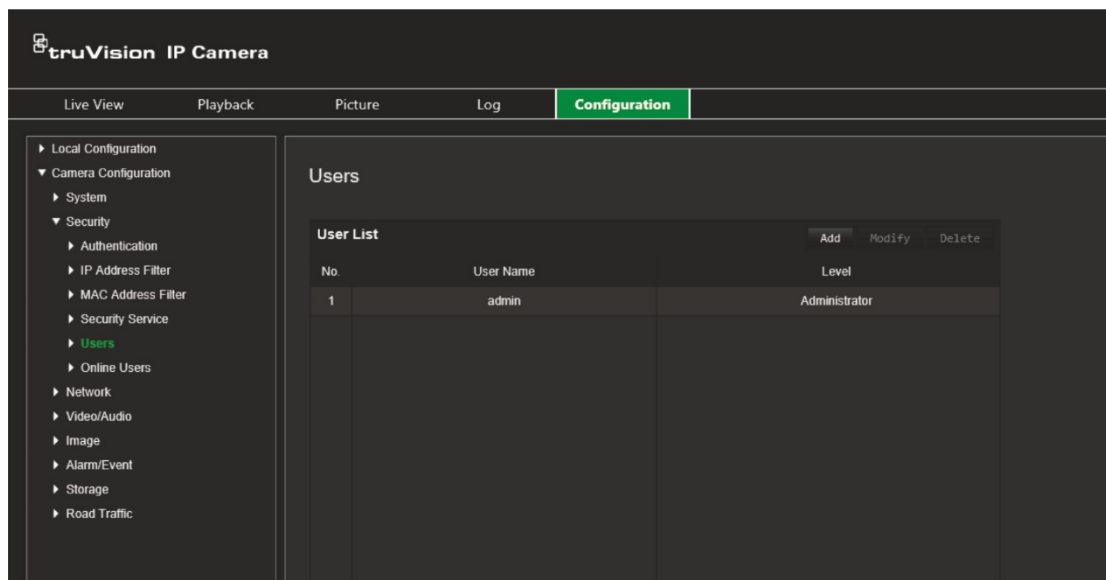 truVision IP Camera
Live View Playback Picture Log Configuration
Local Configuration
Camera Configuration
System
Security
Authentication
IP Address Filter
MAC Address Filter
Security Service
Users
Online Users
Network
Video/Audio
Image
Alarm/Event
Storage
Road Traffic
Users
User List Add Modify Delete
No. User Name Level
1 admin Administrator